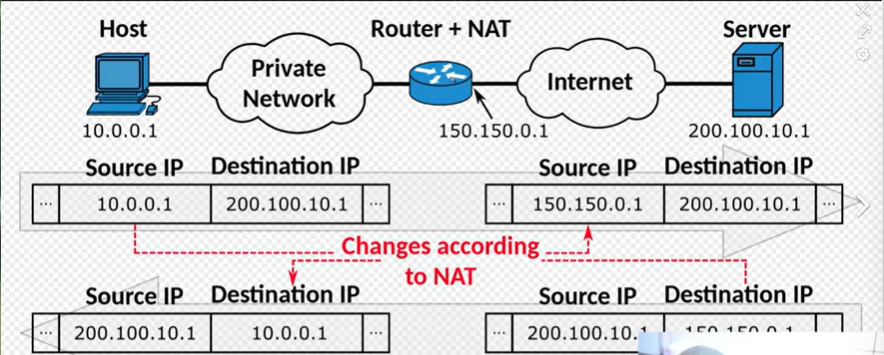 Host Router + NAT Server
Private
Network
Internet
10.0.0.1 150.150.0.1 200.100.10.1
Source IP Destination IP Source IP Destination IP
... 10.0.0.1 200.100.10.1 ... ... 150.150.0.1 200.100.10.1 ...
Changes according
to NAT
Source IP Destination IP Source IP Destination IP
... 200.100.10.1 10.0.0.1 ... ... 200.100.10. 150.150.0.1